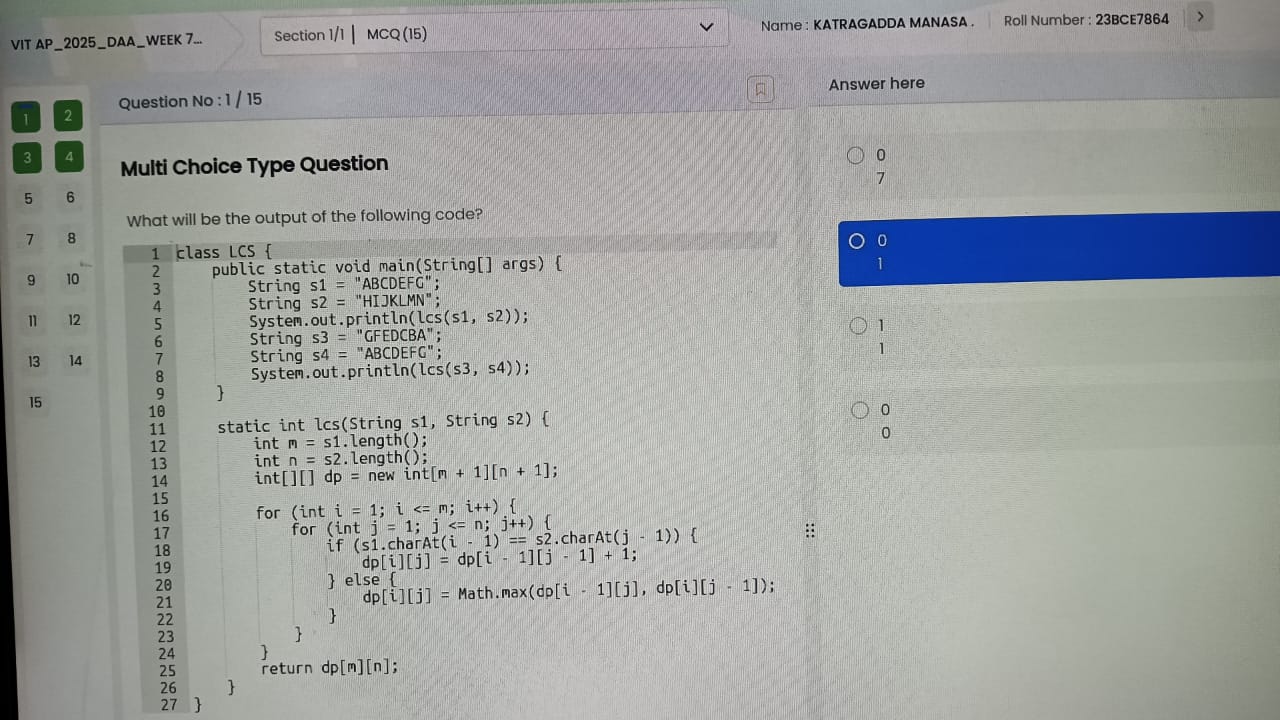 VIT AP_2025_DAA_WEEK 7...
Section 1/1 | MCQ (15)
Name : KATRAGADDA MANASA .
Roll Number : 23BCE7864
1 2
3 4
5 6
7 8
9 10
11 12
13 14
15
Question No : 1 / 15
Multi Choice Type Question
What will be the output of the following code?
1 class LCS {
2 public static void main(String[] args) {
3 String s1 = "ABCDEFG";
4 String s2 = "HIJKLMN";
5 System.out.println(lcs(s1, s2));
6 String s3 = "GFEDCBA";
7 String s4 = "ABCDEFG";
8 System.out.println(lcs(s3, s4));
9 }
10
11 static int lcs(String s1, String s2) {
12 int m = s1.length();
13 int n = s2.length();
14 int[][] dp = new int[m + 1][n + 1];
15
16 for (int i = 1; i <= m; i++) {
17 for (int j = 1; j <= n; j++) {
18 if (s1.charAt(i - 1) == s2.charAt(j - 1)) {
19 dp[i][j] = dp[i - 1][j - 1] + 1;
20 } else {
21 dp[i][j] = Math.max(dp[i - 1][j], dp[i][j - 1]);
22 }
23 }
24 }
25 return dp[m][n];
26 }
27 }
Answer here
0
7
0
1
1
1
0
0